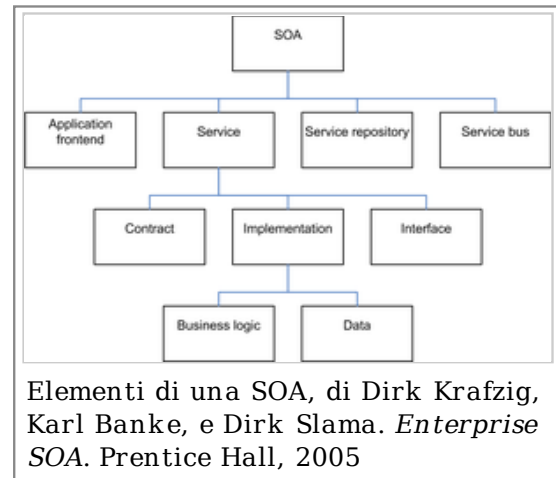 SOA
Application
frontend
Service
Service repository
Service bus
Contract
Implementation
Interface
Business logic
Data
Elementi di una SOA, di Dirk Krafzig,
Karl Banke, e Dirk Slama. Enterprise
SOA. Prentice Hall, 2005